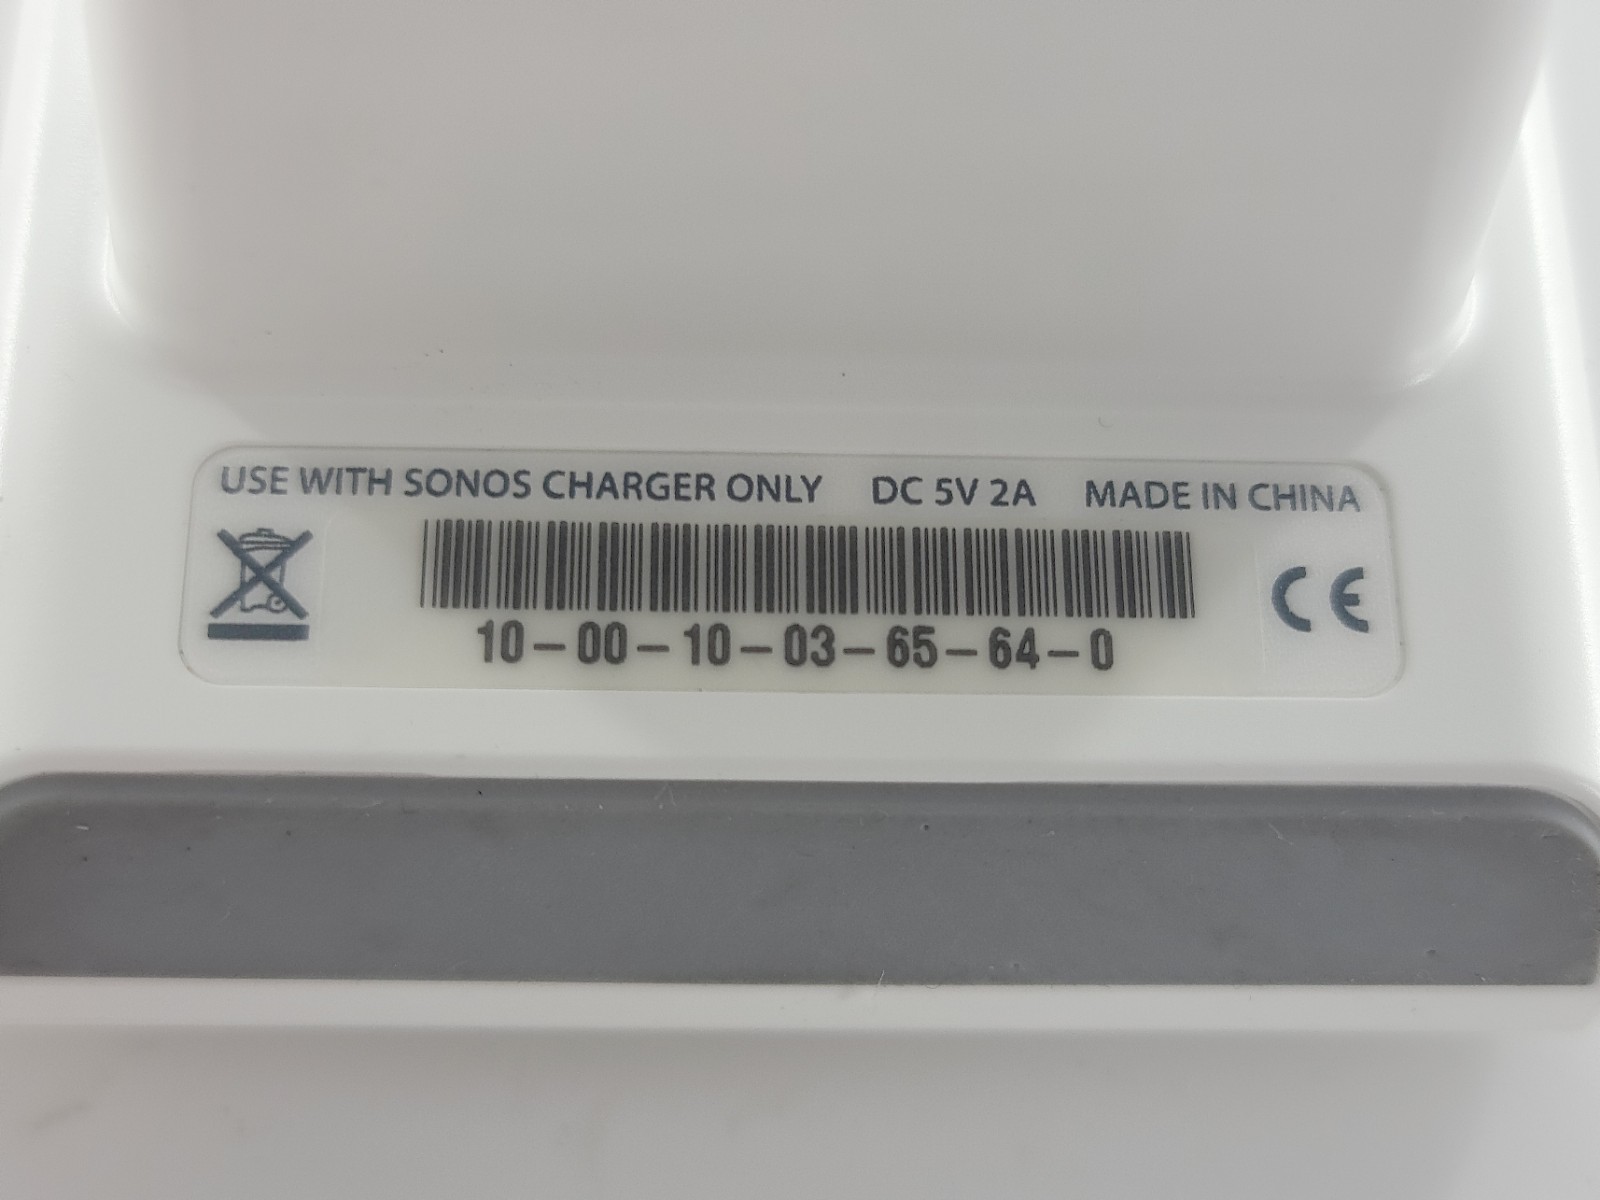 USE WITH SONOS CHARGER ONLY DC 5V 2A MADE IN CHINA
CE
10-00-10-03-65-64-0